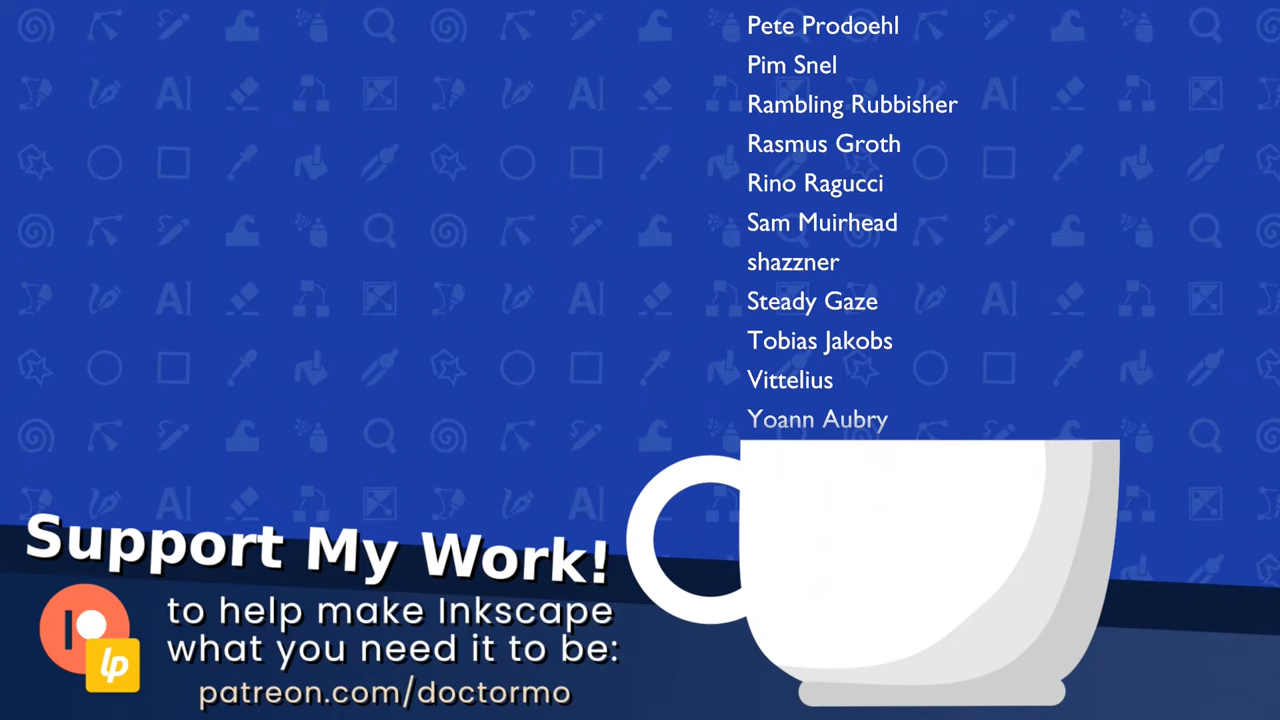 Pete Prodoehl
Pim Snel
Rambling Rubbisher
Rasmus Groth
Rino Ragucci
Sam Muirhead
shazzner
Steady Gaze
Tobias Jakobs
Vittelius
Yoann Aubry
Support My Work!
to help make Inkscape
what you need it to be:
lp
patreon.com/doctormo